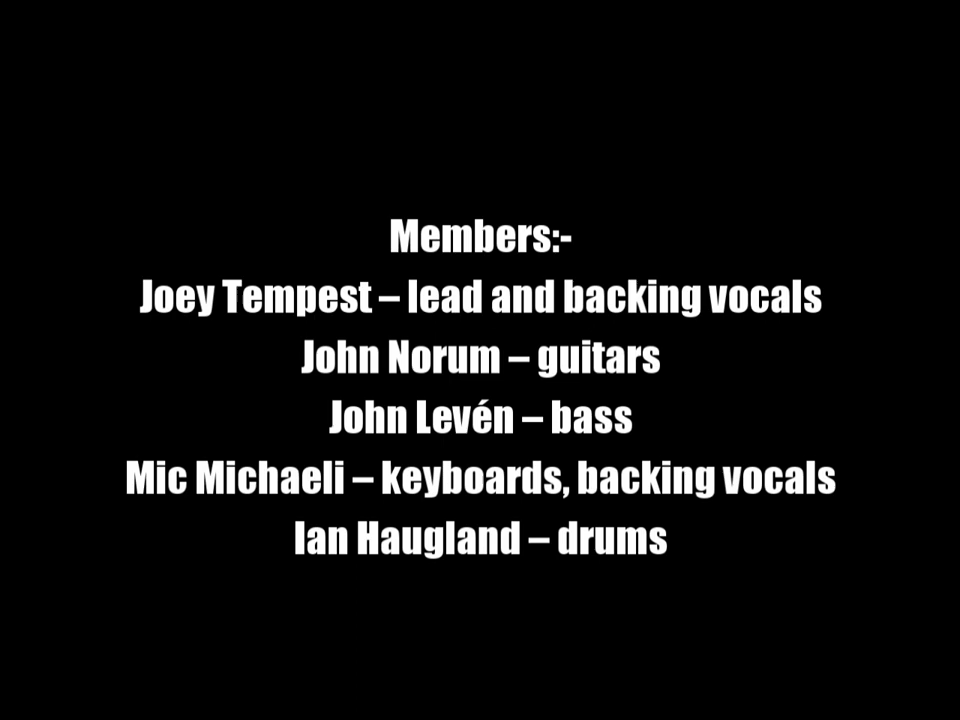 Members:-
Joey Tempest – lead and backing vocals
John Norum – guitars
John Levén – bass
Mic Michaeli – keyboards, backing vocals
Ian Haugland – drums